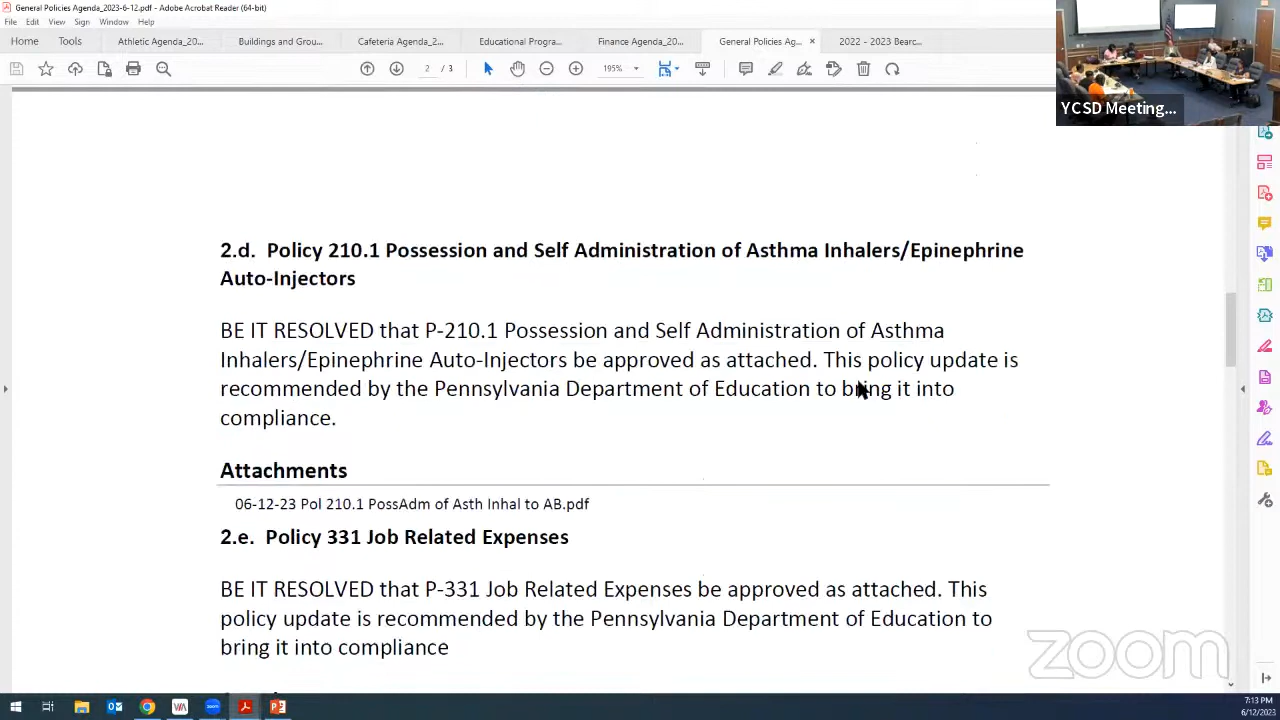 General Policies Agenda_2023-6-12.pdf - Adobe Acrobat Reader (64-bit)
File Edit View Sign Window Help
Home Tools Athletic Agenda_20... Buildings and Grou... Cafeteria Agenda_2... Educational Progra... Finance Agenda_20... General Policies Ag... × 2022 - 2023 Bearc...
2 / 3 195%
YCSD Meeting...
2.d. Policy 210.1 Possession and Self Administration of Asthma Inhalers/Epinephrine
Auto-Injectors
BE IT RESOLVED that P-210.1 Possession and Self Administration of Asthma
Inhalers/Epinephrine Auto-Injectors be approved as attached. This policy update is
recommended by the Pennsylvania Department of Education to bring it into
compliance.
Attachments
06-12-23 Pol 210.1 PossAdm of Asth Inhal to AB.pdf
2.e. Policy 331 Job Related Expenses
BE IT RESOLVED that P-331 Job Related Expenses be approved as attached. This
policy update is recommended by the Pennsylvania Department of Education to
bring it into compliance
zoom
7:13 PM
6/12/2023